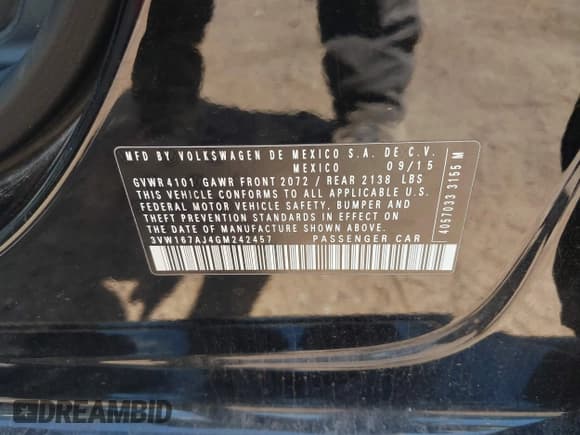 MFD BY VOLKSWAGEN DE MEXICO S.A. DE C.V.
MEXICO 09/15
GVWR 4101 GAWR FRONT 2072 / REAR 2138 LBS
THIS VEHICLE CONFORMS TO ALL APPLICABLE U.S.
FEDERAL MOTOR VEHICLE SAFETY, BUMPER AND
THEFT PREVENTION STANDARDS IN EFFECT ON
THE DATE OF MANUFACTURE SHOWN ABOVE.
3VW167AJ4GM242457 PASSENGER CAR
4057033 3155 M
DREAMBID